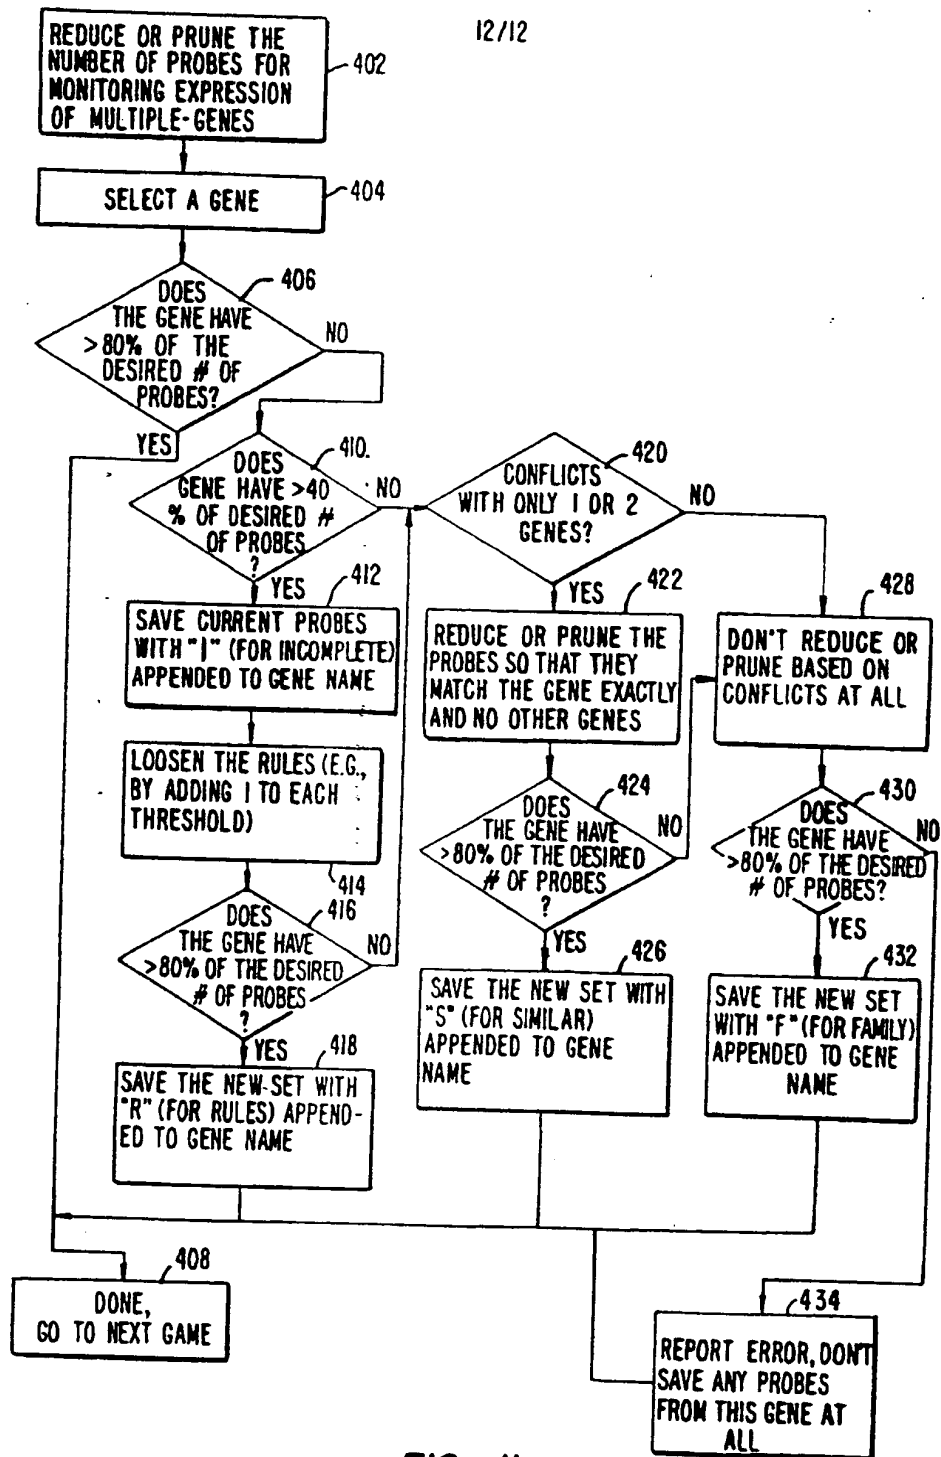 12/12
REDUCE OR PRUNE THE
NUMBER OF PROBES FOR
MONITORING EXPRESSION
OF MULTIPLE-GENES
402
SELECT A GENE
404
406
DOES
THE GENE HAVE
>80% OF THE
DESIRED # OF
PROBES?
NO
YES
410.
DOES
GENE HAVE >40
% OF DESIRED #
OF PROBES
?
NO
YES
412
SAVE CURRENT PROBES
WITH "I" (FOR INCOMPLETE)
APPENDED TO GENE NAME
LOOSEN THE RULES (E.G.,
BY ADDING 1 TO EACH
THRESHOLD)
414
416
DOES
THE GENE HAVE
>80% OF THE DESIRED
# OF PROBES
?
NO
YES
418
SAVE THE NEW-SET WITH
"R" (FOR RULES) APPEND-
ED TO GENE NAME
420
CONFLICTS
WITH ONLY 1 OR 2
GENES?
NO
YES
422
REDUCE OR PRUNE THE
PROBES SO THAT THEY
MATCH THE GENE EXACTLY
AND NO OTHER GENES
424
DOES
THE GENE HAVE
>80% OF THE DESIRED
# OF PROBES
?
NO
YES
426
SAVE THE NEW SET WITH
"S" (FOR SIMILAR)
APPENDED TO GENE
NAME
428
DON'T REDUCE OR
PRUNE BASED ON
CONFLICTS AT ALL
430
DOES
THE GENE HAVE
>80% OF THE DESIRED
# OF PROBES?
NO
YES
432
SAVE THE NEW SET
WITH "F" (FOR FAMILY)
APPENDED TO GENE
NAME
408
DONE,
GO TO NEXT GAME
434
REPORT ERROR, DON'T
SAVE ANY PROBES
FROM THIS GENE AT
ALL